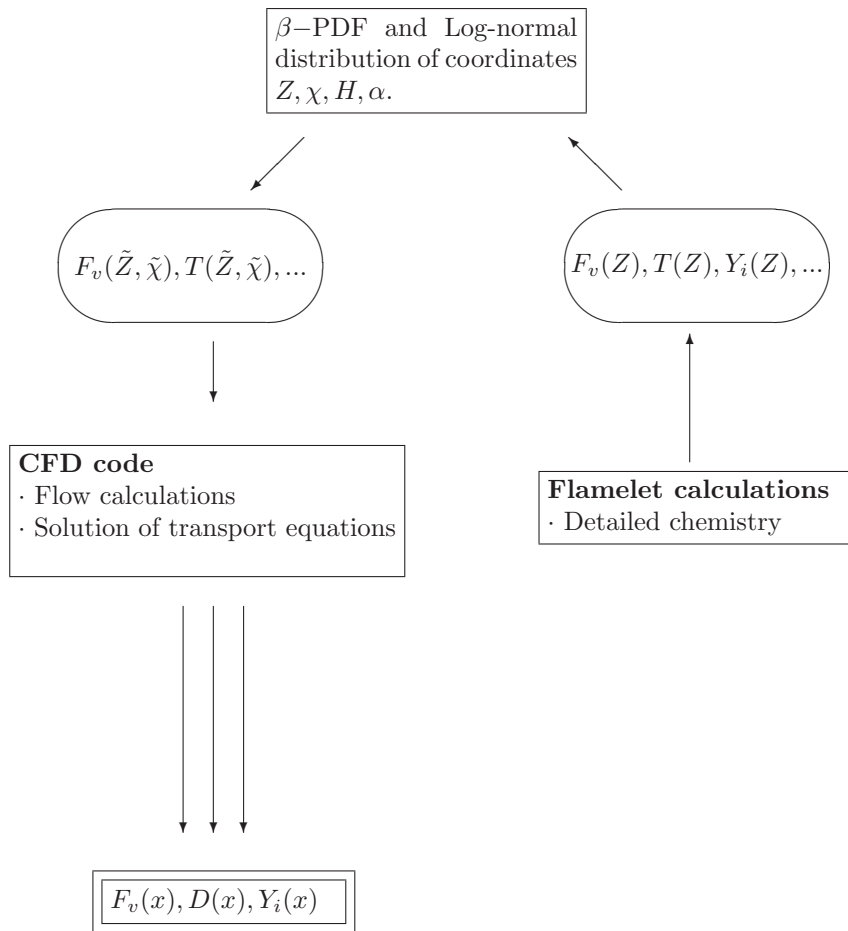 β−PDF and Log-normal
distribution of coordinates
Z, χ, H, α.
F_v(Z̃, χ̃), T(Z̃, χ̃), ...
F_v(Z), T(Z), Y_i(Z), ...
CFD code
· Flow calculations
· Solution of transport equations
Flamelet calculations
· Detailed chemistry
F_v(x), D(x), Y_i(x)